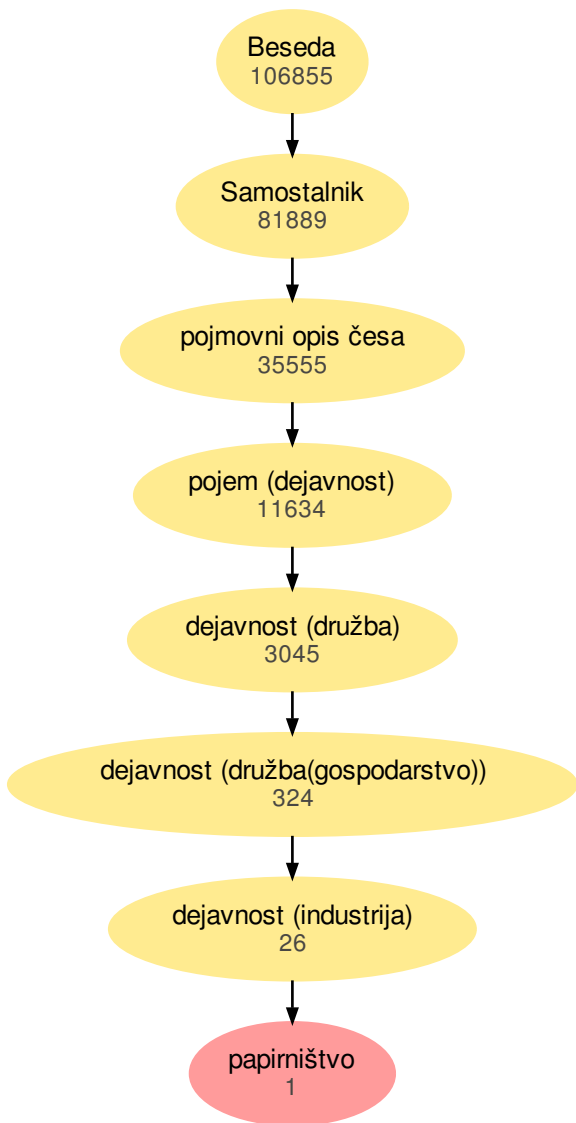 Beseda
106855
Samostalnik
81889
pojmovni opis česa
35555
pojem (dejavnost)
11634
dejavnost (družba)
3045
dejavnost (družba(gospodarstvo))
324
dejavnost (industrija)
26
papirništvo
1